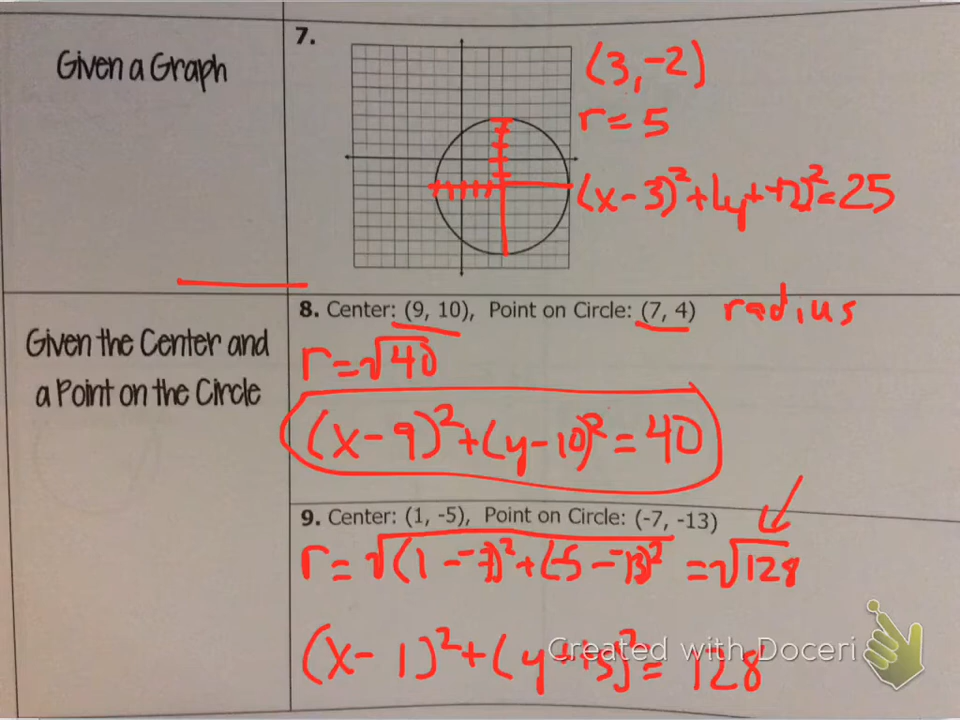 7.
Given a Graph
(3, -2)
r = 5
(x - 3)² + (y + +2)² = 25
8. Center: (9, 10), Point on Circle: (7, 4) radius
Given the Center and
a Point on the Circle
r = √40
(x - 9)² + (y - 10)² = 40
9. Center: (1, -5), Point on Circle: (-7, -13)
r = √(1 - -7)² + (-5 - -13)² = √128
(x - 1)² + (y + +5)² = 128
Created with Doceri